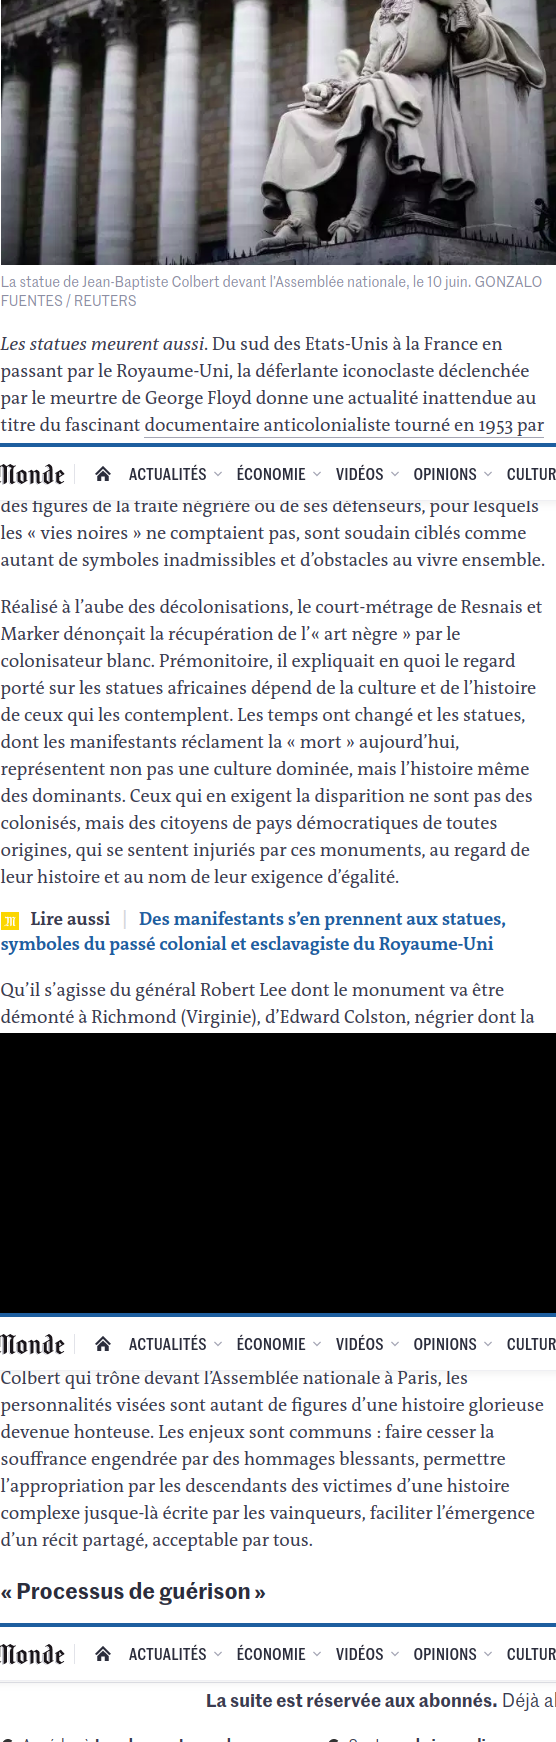 La statue de Jean-Baptiste Colbert devant l'Assemblée nationale, le 10 juin. GONZALO
FUENTES / REUTERS
Les statues meurent aussi. Du sud des Etats-Unis à la France en
passant par le Royaume-Uni, la déferlante iconoclaste déclenchée
par le meurtre de George Floyd donne une actualité inattendue au
titre du fascinant documentaire anticolonialiste tourné en 1953 par
Monde ACTUALITÉS ÉCONOMIE VIDÉOS OPINIONS CULTUR
des figures de la traite négrière ou de ses défenseurs, pour lesquels
les « vies noires » ne comptaient pas, sont soudain ciblés comme
autant de symboles inadmissibles et d'obstacles au vivre ensemble.
Réalisé à l'aube des décolonisations, le court-métrage de Resnais et
Marker dénonçait la récupération de l'« art nègre » par le
colonisateur blanc. Prémonitoire, il expliquait en quoi le regard
porté sur les statues africaines dépend de la culture et de l'histoire
de ceux qui les contemplent. Les temps ont changé et les statues,
dont les manifestants réclament la « mort » aujourd'hui,
représentent non pas une culture dominée, mais l'histoire même
des dominants. Ceux qui en exigent la disparition ne sont pas des
colonisés, mais des citoyens de pays démocratiques de toutes
origines, qui se sentent injuriés par ces monuments, au regard de
leur histoire et au nom de leur exigence d'égalité.
Lire aussi | Des manifestants s'en prennent aux statues,
symboles du passé colonial et esclavagiste du Royaume-Uni
Qu'il s'agisse du général Robert Lee dont le monument va être
démonté à Richmond (Virginie), d'Edward Colston, négrier dont la
Monde ACTUALITÉS ÉCONOMIE VIDÉOS OPINIONS CULTUR
Colbert qui trône devant l'Assemblée nationale à Paris, les
personnalités visées sont autant de figures d'une histoire glorieuse
devenue honteuse. Les enjeux sont communs : faire cesser la
souffrance engendrée par des hommages blessants, permettre
l'appropriation par les descendants des victimes d'une histoire
complexe jusque-là écrite par les vainqueurs, faciliter l'émergence
d'un récit partagé, acceptable par tous.
« Processus de guérison »
Monde ACTUALITÉS ÉCONOMIE VIDÉOS OPINIONS CULTUR
La suite est réservée aux abonnés. Déjà a